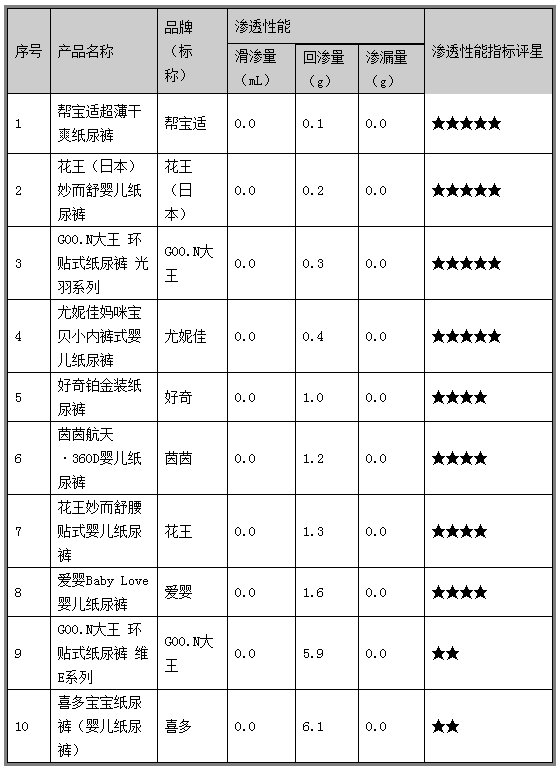 序号
产品名称
品牌
（标
称）
渗透性能
滑渗量
（mL）
回渗量
（g）
渗漏量
（g）
渗透性能指标评星
1
帮宝适超薄干
爽纸尿裤
帮宝适
0.0
0.1
0.0
★★★★★
2
花王（日本）
妙而舒婴儿纸
尿裤
花王
（日
本）
0.0
0.2
0.0
★★★★★
3
GOO.N大王 环
贴式纸尿裤 光
羽系列
GOO.N大
王
0.0
0.3
0.0
★★★★★
4
尤妮佳妈咪宝
贝小内裤式婴
儿纸尿裤
尤妮佳
0.0
0.4
0.0
★★★★★
5
好奇铂金装纸
尿裤
好奇
0.0
1.0
0.0
★★★★
6
茵茵航天
·360D婴儿纸
尿裤
茵茵
0.0
1.2
0.0
★★★★
7
花王妙而舒腰
贴式婴儿纸尿
裤
花王
0.0
1.3
0.0
★★★★
8
爱婴Baby Love
婴儿纸尿裤
爱婴
0.0
1.6
0.0
★★★★
9
GOO.N大王 环
贴式纸尿裤 维
E系列
GOO.N大
王
0.0
5.9
0.0
★★
10
喜多宝宝纸尿
裤（婴儿纸尿
裤）
喜多
0.0
6.1
0.0
★★